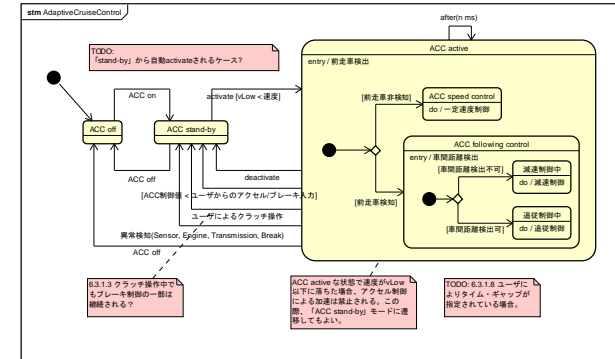 stm AdaptiveCruiseControl
after(n ms)
TODO:
「stand-by」から自動activateされるケース？
ACC active
entry / 前走車検出
ACC on
activate [vLow < 速度]
[前走車非検知]
ACC speed control
do / 一定速度制御
ACC off
ACC stand-by
ACC following control
entry / 車間距離検出
[車間距離検出不可]
減速制御中
do / 減速制御
ACC off
deactivate
[ACC制御値 < ユーザからのアクセル/ブレーキ入力]
[前走車検知]
追従制御中
do / 追従制御
[車間距離検出可]
ユーザによるクラッチ操作
異常検知(Sensor, Engine, Transmission, Break)
ACC off
6.3.1.3 クラッチ操作中で
もブレーキ制御の一部は
継続される？
ACC active な状態で速度がvLow
以下に落ちた場合、アクセル制御
による加速は禁止される。この
際、「ACC stand-by」モードに遷
移してもよい。
TODO: 6.3.1.8 ユーザに
よりタイム・ギャップが
指定されている場合。